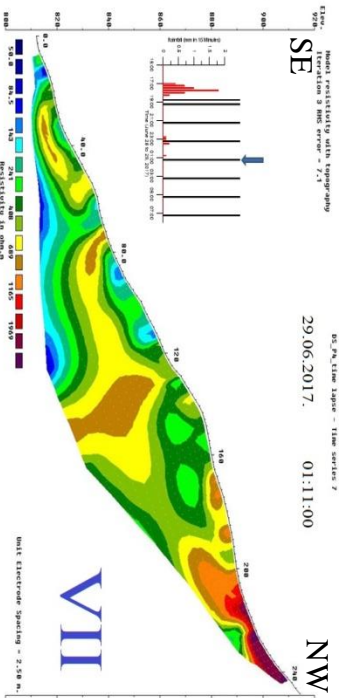 Elev.
Model resistivity with topography
Iteration 3 RMS error = 7.1
DS_P4_time lapse - Time series 7
SE
29.06.2017. 01:11:00
NW
920
900
880
860
840
820
800
0.0
40.0
80.0
120
160
200
240
VII
50.0 84.5 143 241 408 689 1165 1969
Resistivity in ohm.m
Unit Electrode Spacing = 2.50 m.